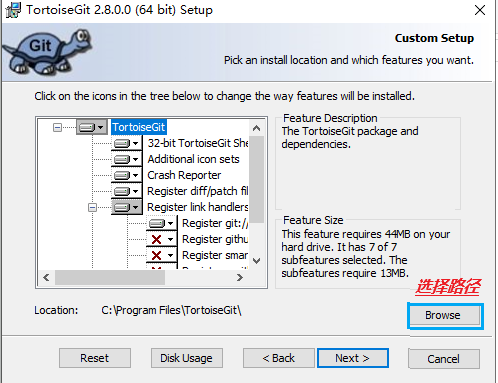 TortoiseGit 2.8.0.0 (64 bit) Setup
Git
Custom Setup
Pick an install location and which features you want.
Click on the icons in the tree below to change the way features will be installed.
TortoiseGit
32-bit TortoiseGit She
Additional icon sets
Crash Reporter
Register diff/patch fil
Register link handlers
Register git://
Register githu
Register smar
Feature Description
The TortoiseGit package and
dependencies.
Feature Size
This feature requires 44MB on your
hard drive. It has 7 of 7
subfeatures selected. The
subfeatures require 13MB.
选择路径
Location: C:\Program Files\TortoiseGit\
Browse
Reset
Disk Usage
< Back
Next >
Cancel